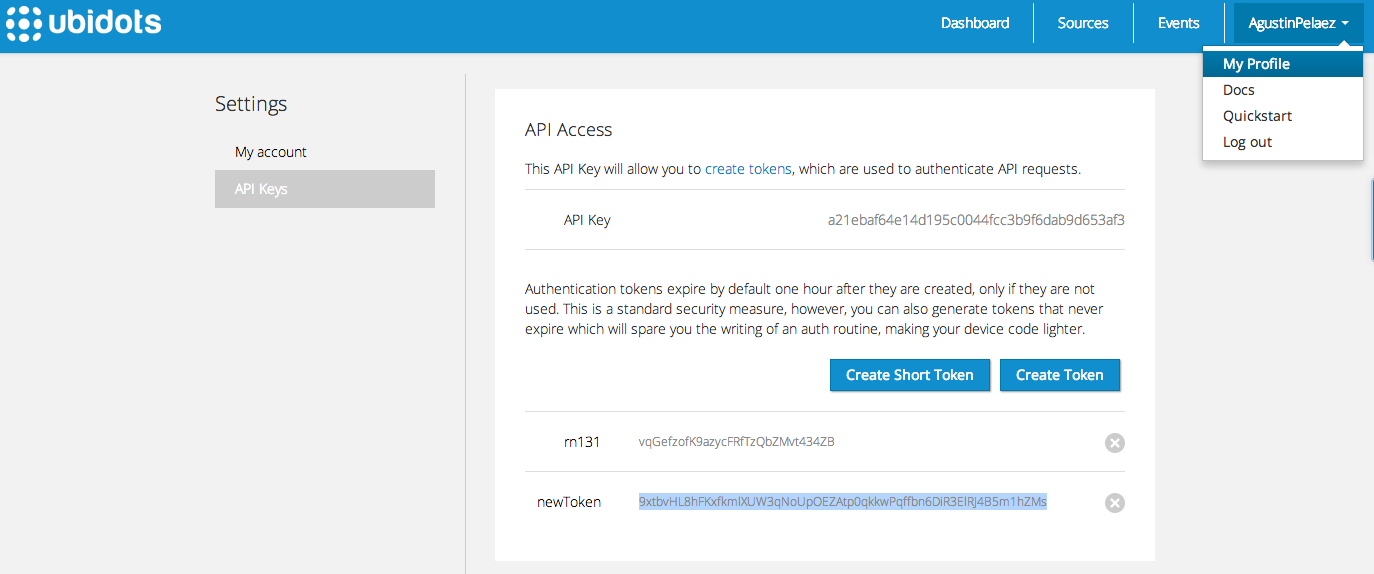 ubidots
Dashboard
Sources
Events
AgustinPelaez
My Profile
Docs
Quickstart
Log out
Settings
My account
API Keys
API Access
This API Key will allow you to create tokens, which are used to authenticate API requests.
API Key a21ebaf64e14d195c0044fcc3b9f6dab9d653af3
Authentication tokens expire by default one hour after they are created, only if they are not
used. This is a standard security measure, however, you can also generate tokens that never
expire which will spare you the writing of an auth routine, making your device code lighter.
Create Short Token
Create Token
rn131 vqGefzofK9azycFRfTzQbZMvt434ZB
newToken 9xtbvHL8hFKxfkmlXUW3qNoUpOEZAtp0qkkwPqffbn6DiR3ElRJ4B5m1hZMs